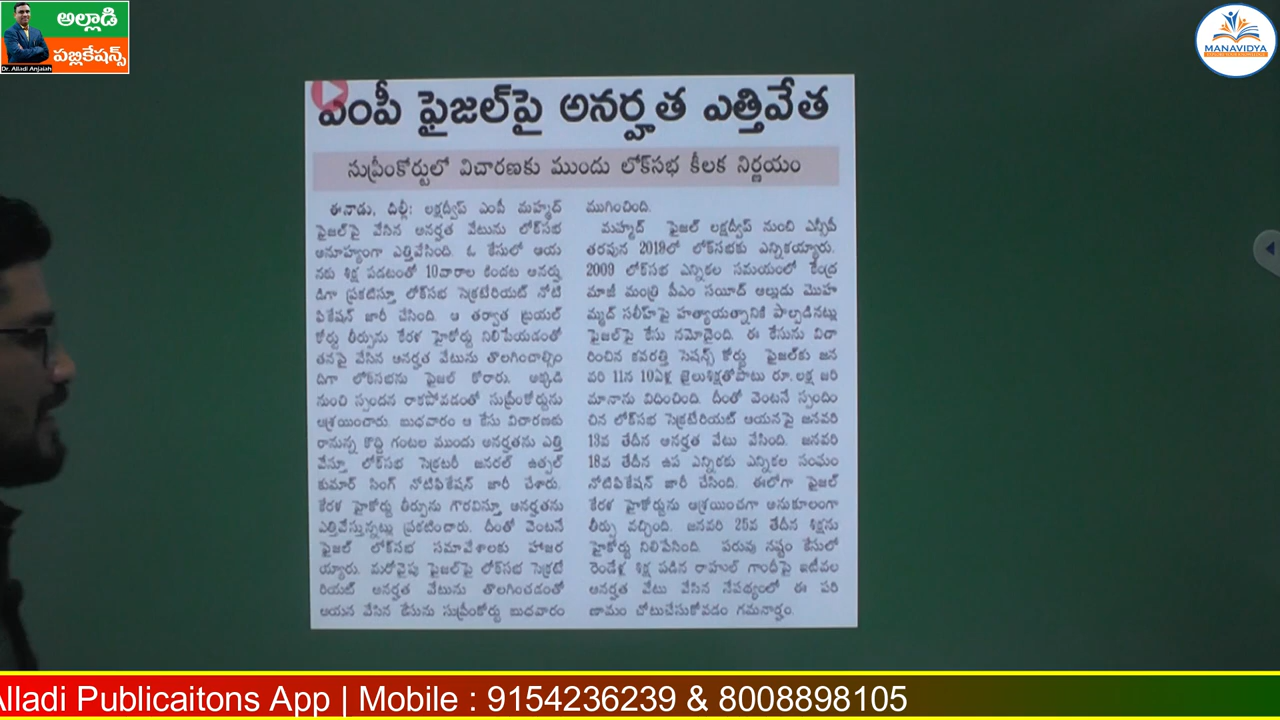 అల్లాడి
పబ్లికేషన్స్
Dr. Alladi Anjaiah
MANAVIDYA
ఎంపీ ఫైజల్‌పై అనర్హత ఎత్తివేత
సుప్రీంకోర్టులో విచారణకు ముందు లోక్‌సభ కీలక నిర్ణయం
ఈనాడు, దిల్లీ: లక్షద్వీప్ ఎంపీ మహ్మద్
ఫైజల్‌పై వేసిన అనర్హత వేటును లోక్‌సభ
అనూహ్యంగా ఎత్తివేసింది. ఓ కేసులో ఆయ
నకు శిక్ష పడటంతో 10వారాల కిందట అనర్హు
డిగా ప్రకటిస్తూ లోక్‌సభ సెక్రటేరియట్ నోటి
ఫికేషన్ జారీ చేసింది. ఆ తర్వాత ట్రయల్
కోర్టు తీర్పును కేరళ హైకోర్టు నిలిపేయడంతో
తనపై వేసిన అనర్హత వేటును తొలగించాల్సిం
దిగా లోక్‌సభను ఫైజల్ కోరారు. అక్కడి
నుంచి స్పందన రాకపోవడంతో సుప్రీంకోర్టును
ఆశ్రయించారు. బుధవారం ఆ కేసు విచారణకు
రానున్న కొద్ది గంటల ముందు అనర్హతను ఎత్తి
వేస్తూ లోక్‌సభ సెక్రటరీ జనరల్ ఉత్పల్
కుమార్ సింగ్ నోటిఫికేషన్ జారీ చేశారు.
కేరళ హైకోర్టు తీర్పును గౌరవిస్తూ అనర్హతను
ఎత్తివేస్తున్నట్లు ప్రకటించారు. దీంతో వెంటనే
ఫైజల్ లోక్‌సభ సమావేశాలకు హాజర
య్యారు. మరోవైపు ఫైజల్‌పై లోక్‌సభ సెక్రటే
రియట్ అనర్హత వేటును తొలగించడంతో
ఆయన వేసిన కేసును సుప్రీంకోర్టు బుధవారం
ముగించింది.
మహ్మద్ ఫైజల్ లక్షద్వీప్ నుంచి ఎన్సీపీ
తరఫున 2019లో లోక్‌సభకు ఎన్నికయ్యారు.
2009 లోక్‌సభ ఎన్నికల సమయంలో కేంద్ర
మాజీ మంత్రి పీఎం సయీద్ అల్లుడు మొహ
మ్మద్ సలీహ్‌పై హత్యాయత్నానికి పాల్పడినట్లు
ఫైజల్‌పై కేసు నమోదైంది. ఈ కేసును విచా
రించిన కవరత్తి సెషన్స్ కోర్టు ఫైజల్‌కు జన
వరి 11న 10ఏళ్ల జైలుశిక్షతోపాటు రూ.లక్ష జరి
మానాను విధించింది. దీంతో వెంటనే స్పందిం
చిన లోక్‌సభ సెక్రటేరియట్ ఆయనపై జనవరి
13వ తేదీన అనర్హత వేటు వేసింది. జనవరి
18వ తేదీన ఉప ఎన్నికకు ఎన్నికల సంఘం
నోటిఫికేషన్ జారీ చేసింది. ఈలోగా ఫైజల్
కేరళ హైకోర్టును ఆశ్రయించగా అనుకూలంగా
తీర్పు వచ్చింది. జనవరి 25వ తేదీన శిక్షను
హైకోర్టు నిలిపేసింది. పరువు నష్టం కేసులో
రెండేళ్ల శిక్ష పడిన రాహుల్ గాంధీపై ఇటీవల
అనర్హత వేటు వేసిన నేపథ్యంలో ఈ పరి
ణామం చోటుచేసుకోవడం గమనార్హం.
Alladi Publicaitons App | Mobile : 9154236239 & 8008898105